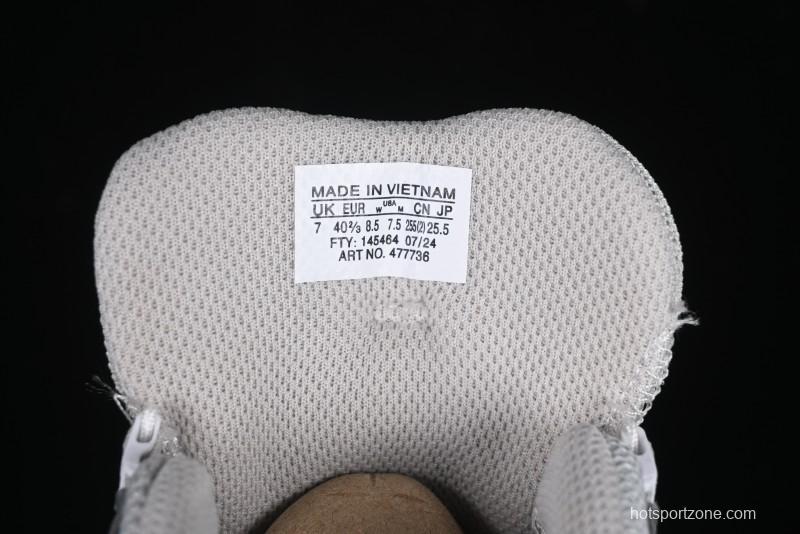 MADE IN VIETNAM
UK EUR W USA M CN JP
7 40⅔ 8.5 7.5 255(2) 25.5
FTY: 145464 07/24
ART NO. 477736
hotsportzone.com